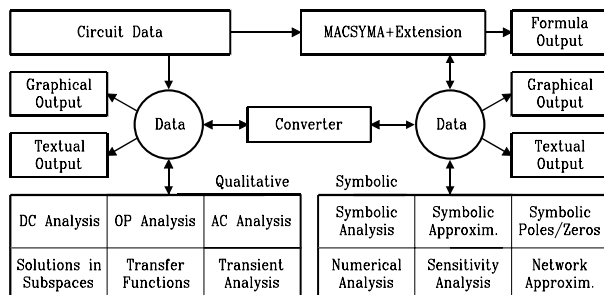 Circuit Data
MACSYMA+Extension
Formula
Output
Graphical
Output
Graphical
Output
Data
Converter
Data
Textual
Output
Textual
Output
Qualitative
Symbolic
DC Analysis
OP Analysis
AC Analysis
Symbolic
Analysis
Symbolic
Approxim.
Symbolic
Poles/Zeros
Solutions in
Subspaces
Transfer
Functions
Transient
Analysis
Numerical
Analysis
Sensitivity
Analysis
Network
Approxim.